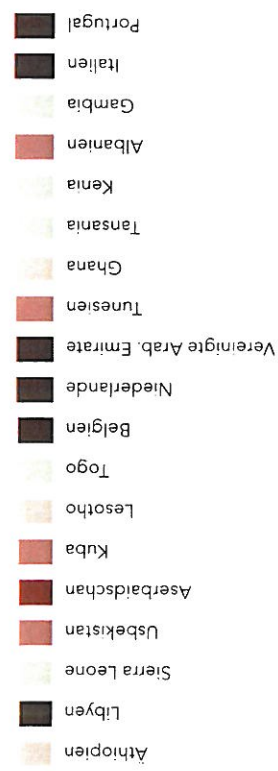 Äthiopien
Libyen
Sierra Leone
Usbekistan
Aserbaidschan
Kuba
Lesotho
Togo
Belgien
Niederlande
Vereinigte Arab. Emirate
Tunesien
Ghana
Tansania
Kenia
Albanien
Gambia
Italien
Portugal